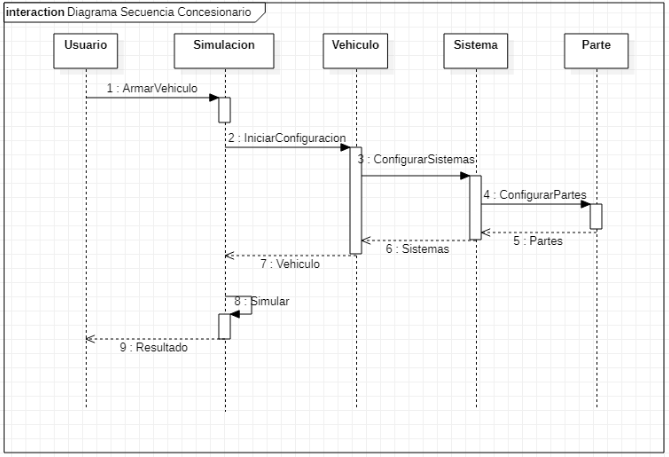 interaction Diagrama Secuencia Concesionario
Usuario
Simulacion
Vehiculo
Sistema
Parte
1 : ArmarVehiculo
2 : IniciarConfiguracion
3 : ConfigurarSistemas
4 : ConfigurarPartes
5 : Partes
6 : Sistemas
7 : Vehiculo
8 : Simular
9 : Resultado